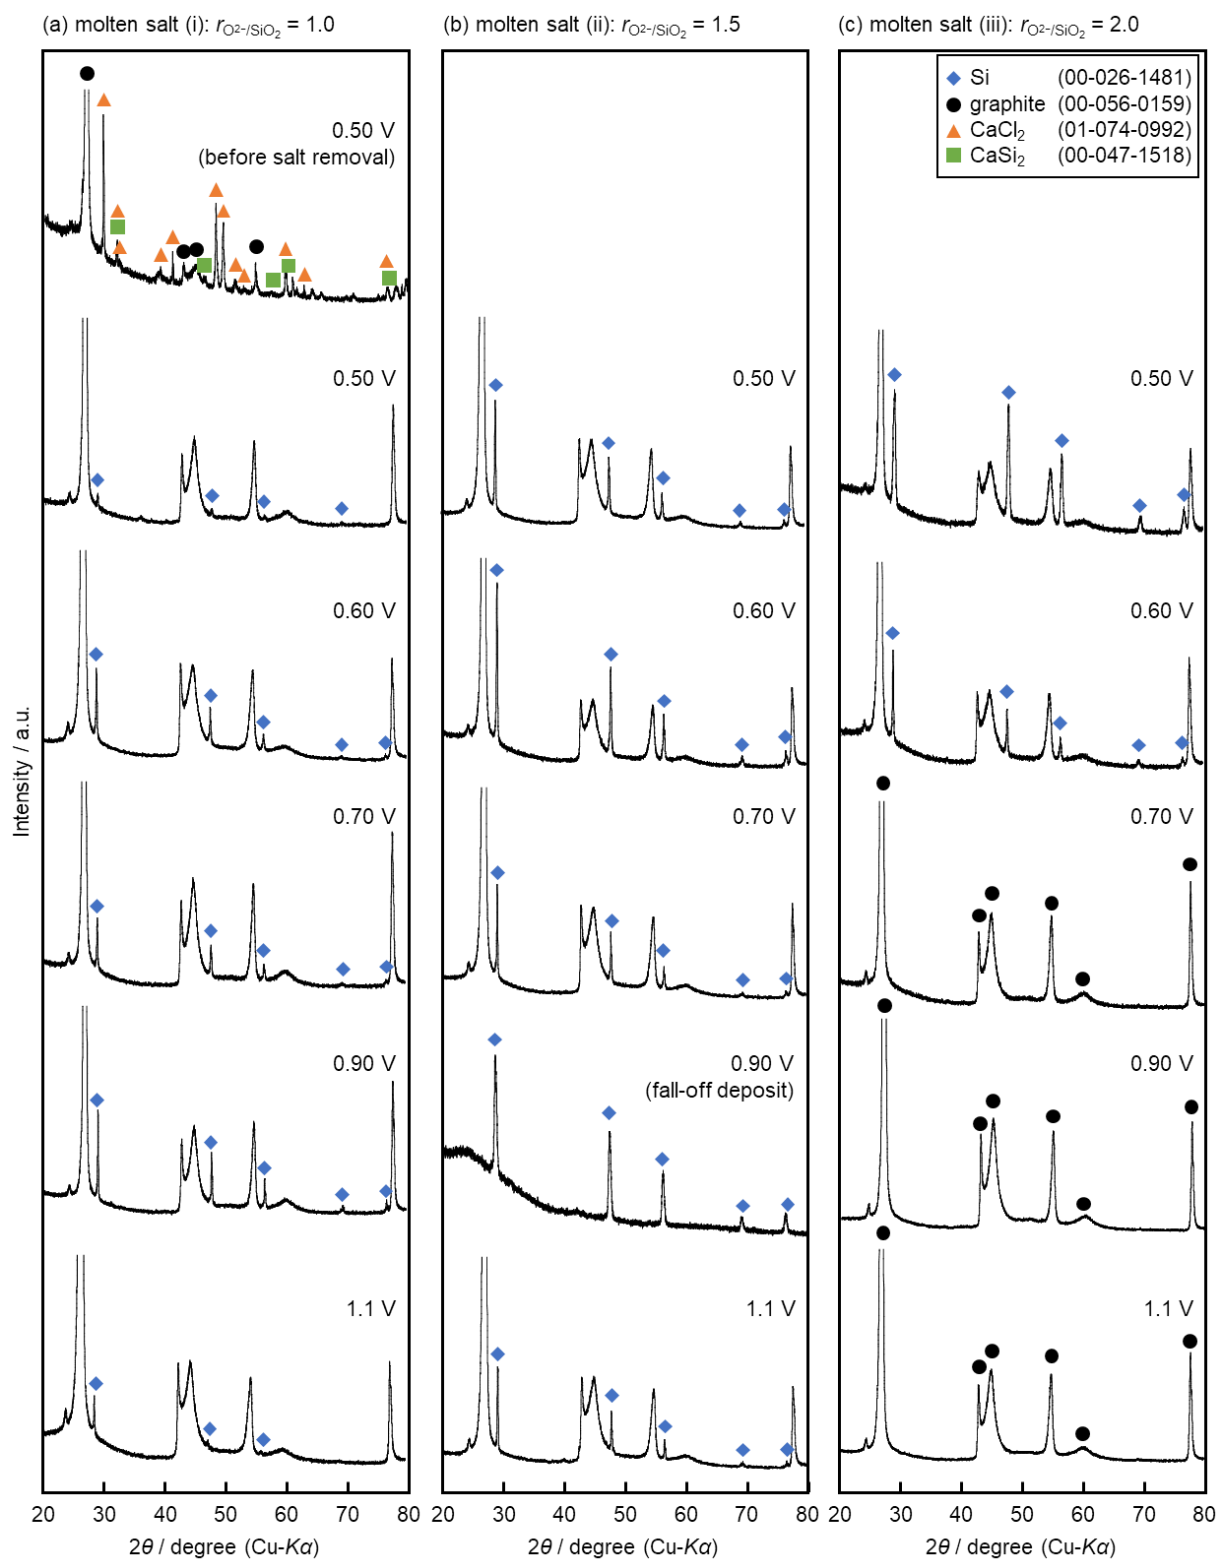 (a) molten salt (i): rO2−/SiO2 = 1.0
0.50 V
(before salt removal)
0.50 V
0.60 V
0.70 V
0.90 V
1.1 V
20 30 40 50 60 70 80
2θ / degree (Cu-Kα)
(b) molten salt (ii): rO2−/SiO2 = 1.5
0.50 V
0.60 V
0.70 V
0.90 V
(fall-off deposit)
1.1 V
20 30 40 50 60 70 80
2θ / degree (Cu-Kα)
(c) molten salt (iii): rO2−/SiO2 = 2.0
Si (00-026-1481)
graphite (00-056-0159)
CaCl2 (01-074-0992)
CaSi2 (00-047-1518)
0.50 V
0.60 V
0.70 V
0.90 V
1.1 V
20 30 40 50 60 70 80
2θ / degree (Cu-Kα)
Intensity / a.u.